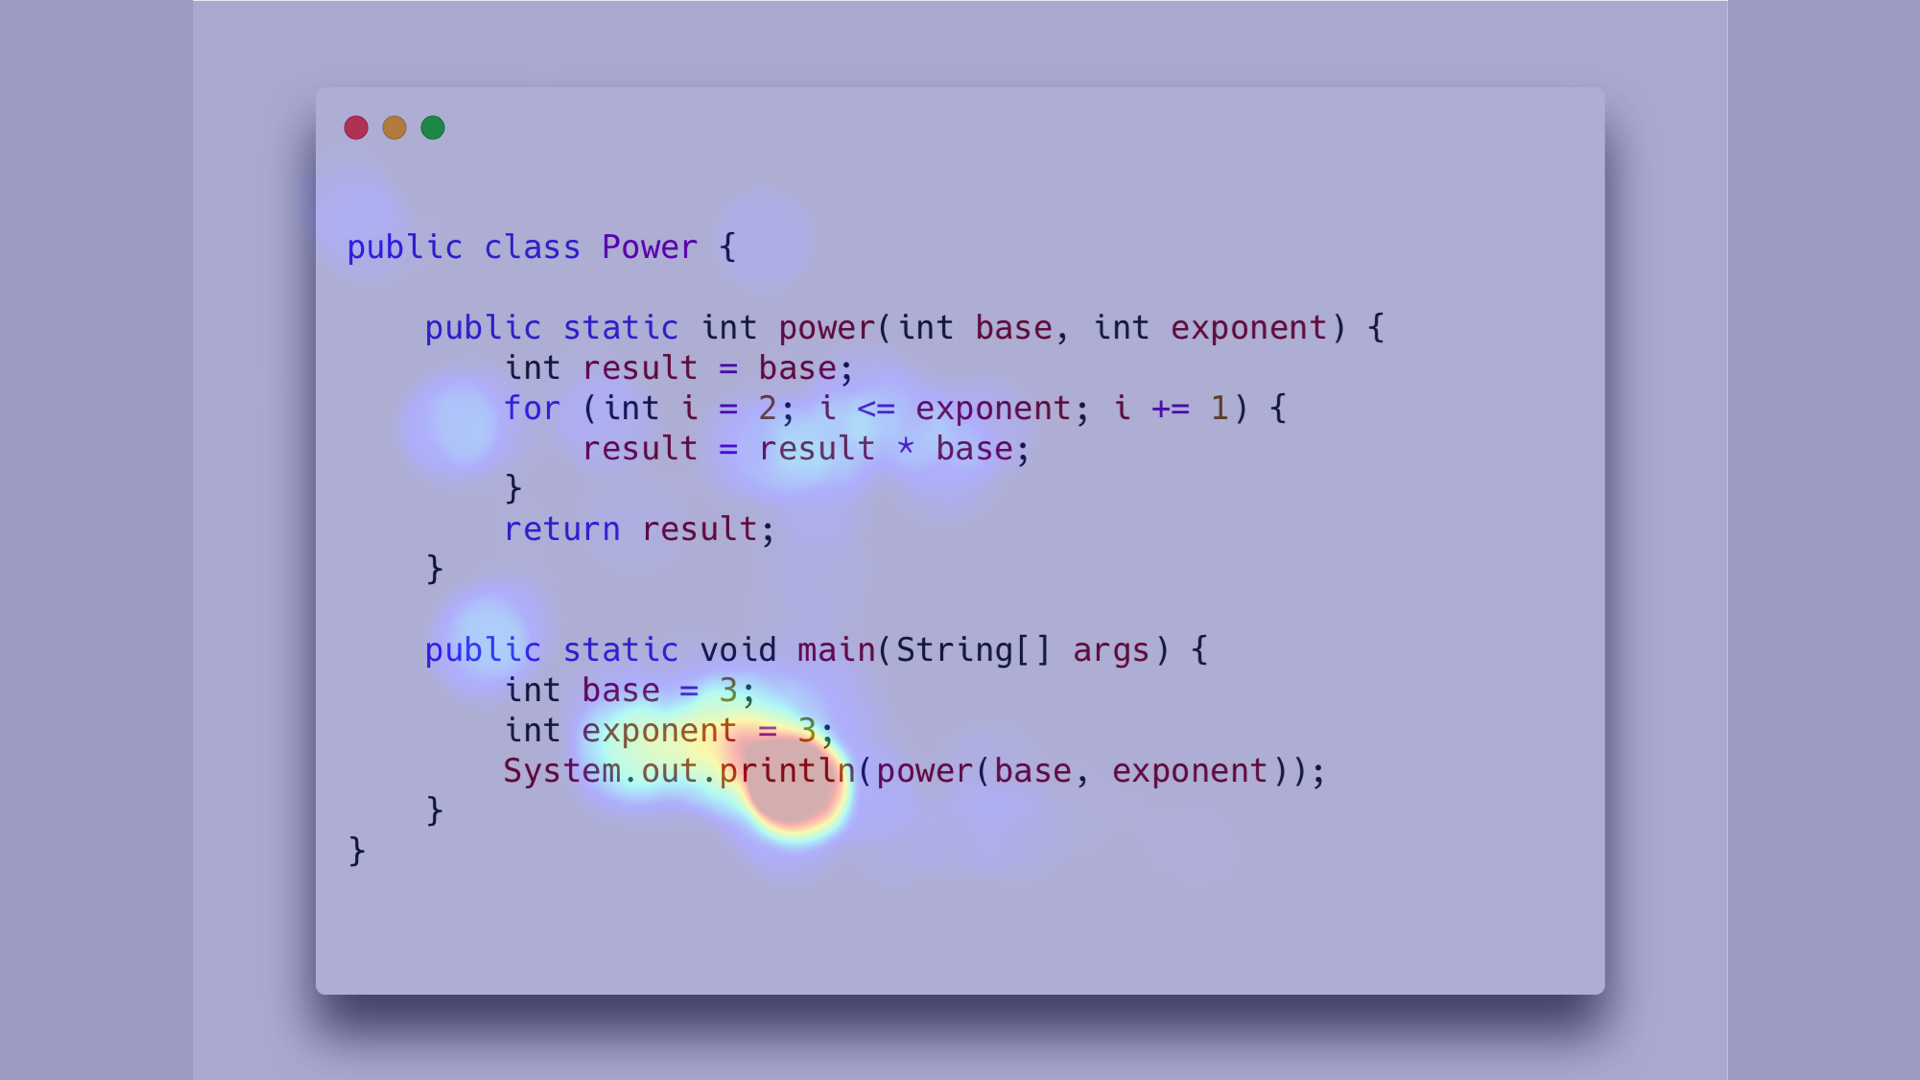 public class Power {
public static int power(int base, int exponent) {
int result = base;
for (int i = 2; i <= exponent; i += 1) {
result = result * base;
}
return result;
}
public static void main(String[] args) {
int base = 3;
int exponent = 3;
System.out.println(power(base, exponent));
}
}